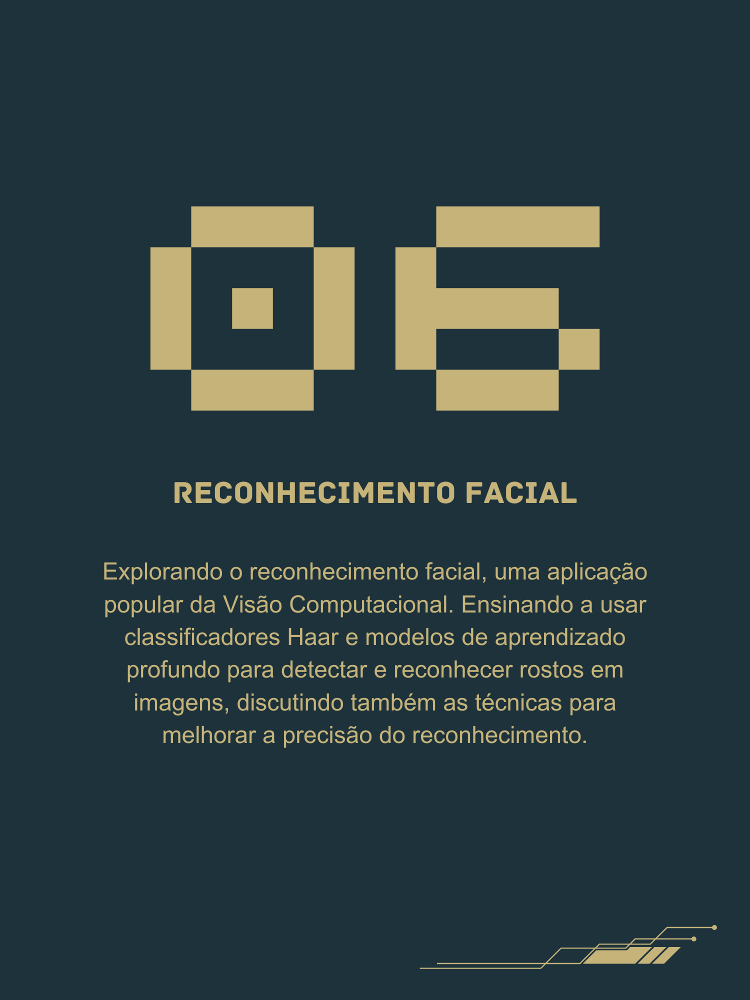 06
RECONHECIMENTO FACIAL
Explorando o reconhecimento facial, uma aplicação
popular da Visão Computacional. Ensinando a usar
classificadores Haar e modelos de aprendizado
profundo para detectar e reconhecer rostos em
imagens, discutindo também as técnicas para
melhorar a precisão do reconhecimento.